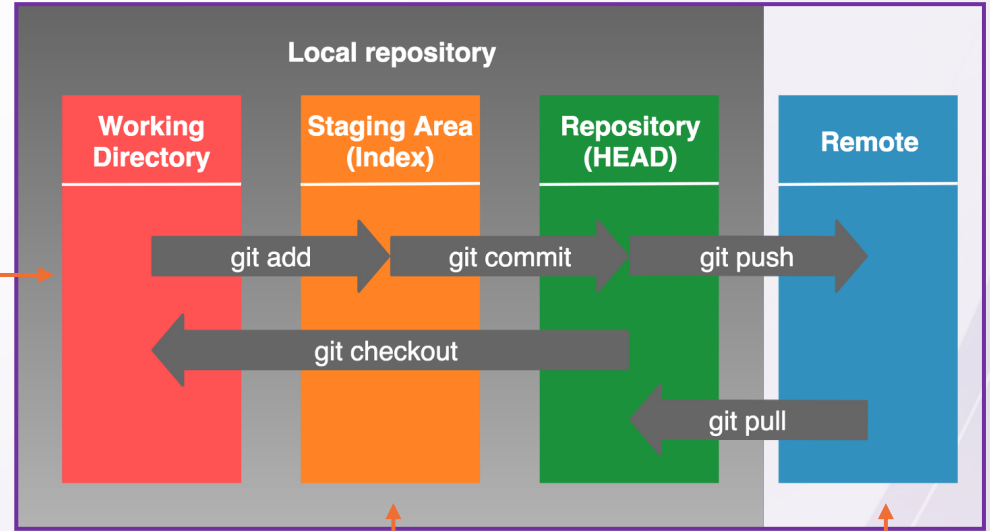 Local repository
Working
Directory
Staging Area
(Index)
Repository
(HEAD)
Remote
git add
git commit
git push
git checkout
git pull